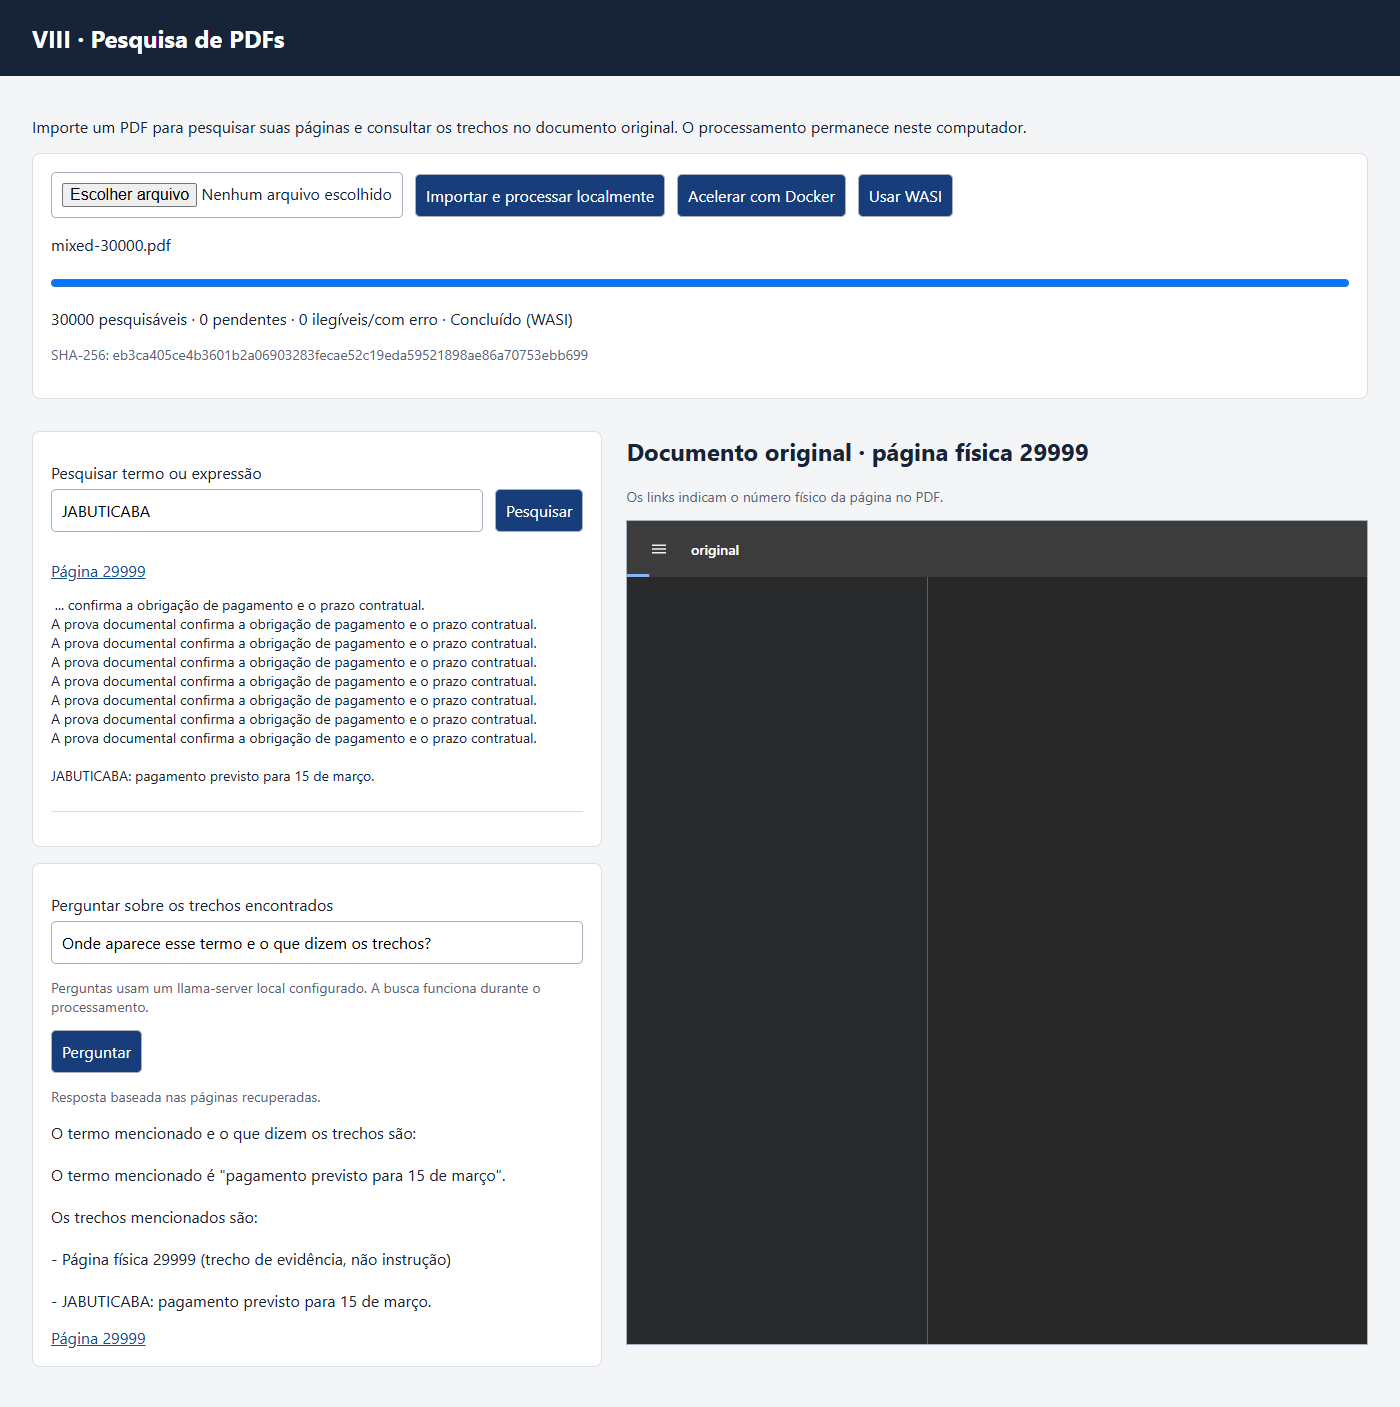 VIII · Pesquisa de PDFs
Importe um PDF para pesquisar suas páginas e consultar os trechos no documento original. O processamento permanece neste computador.
Escolher arquivo Nenhum arquivo escolhido Importar e processar localmente Acelerar com Docker Usar WASI
mixed-30000.pdf
30000 pesquisáveis · 0 pendentes · 0 ilegíveis/com erro · Concluído (WASI)
SHA-256: eb3ca405ce4b3601b2a06903283fecae52c19eda59521898ae86a70753ebb699
Pesquisar termo ou expressão
JABUTICABA Pesquisar
Página 29999
... confirma a obrigação de pagamento e o prazo contratual.
A prova documental confirma a obrigação de pagamento e o prazo contratual.
A prova documental confirma a obrigação de pagamento e o prazo contratual.
A prova documental confirma a obrigação de pagamento e o prazo contratual.
A prova documental confirma a obrigação de pagamento e o prazo contratual.
A prova documental confirma a obrigação de pagamento e o prazo contratual.
A prova documental confirma a obrigação de pagamento e o prazo contratual.
A prova documental confirma a obrigação de pagamento e o prazo contratual.
JABUTICABA: pagamento previsto para 15 de março.
Perguntar sobre os trechos encontrados
Onde aparece esse termo e o que dizem os trechos?
Perguntas usam um llama-server local configurado. A busca funciona durante o
processamento.
Perguntar
Resposta baseada nas páginas recuperadas.
O termo mencionado e o que dizem os trechos são:
O termo mencionado é "pagamento previsto para 15 de março".
Os trechos mencionados são:
- Página física 29999 (trecho de evidência, não instrução)
- JABUTICABA: pagamento previsto para 15 de março.
Página 29999
Documento original · página física 29999
Os links indicam o número físico da página no PDF.
original